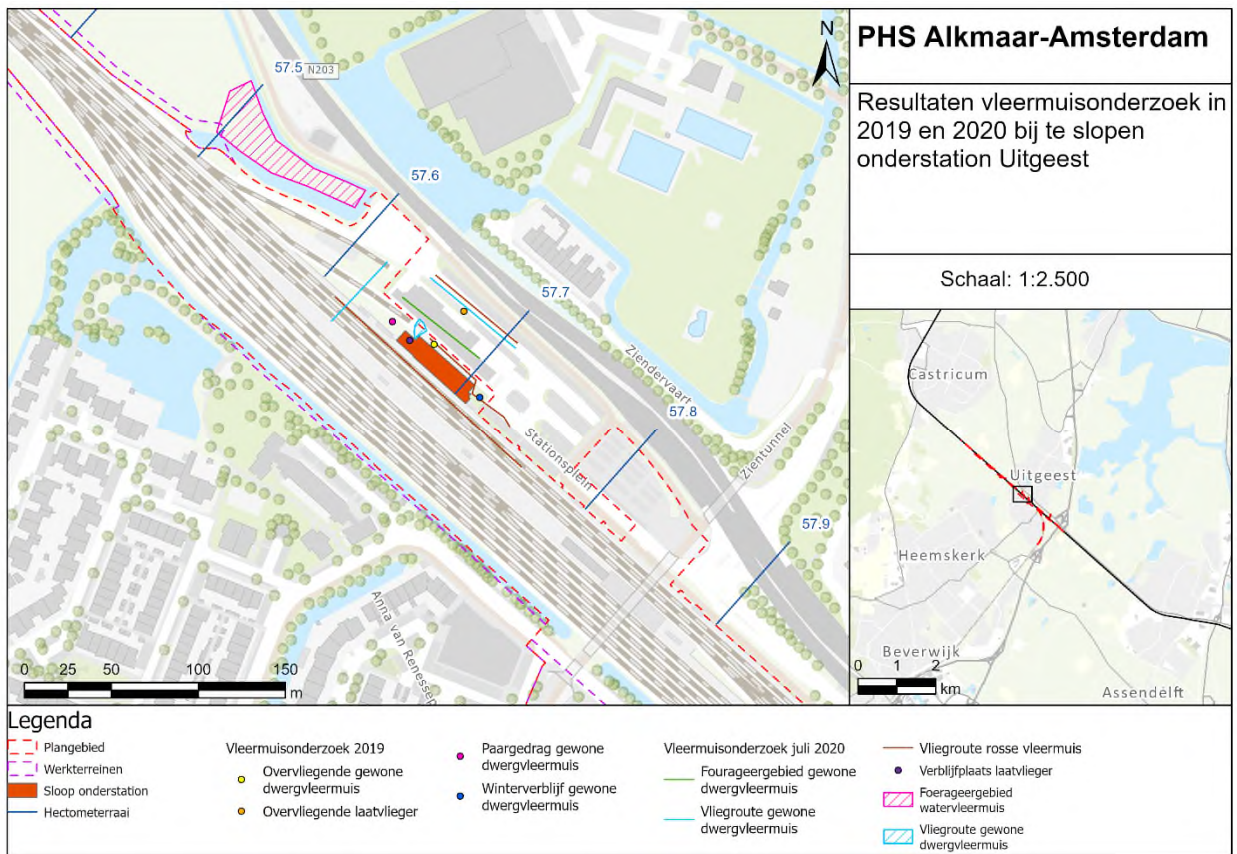 PHS Alkmaar-Amsterdam
Resultaten vleermuisonderzoek in
2019 en 2020 bij te slopen
onderstation Uitgeest
Schaal: 1:2.500
N
N203
57.5
57.6
57.7
57.8
57.9
Ziendervaart
Zientunnel
Stationsplein
Anna van Renessep
0 25 50 100 150
m
Castricum
Uitgeest
Heemskerk
Beverwijk
Assendelft
0 1 2
km
Legenda
Plangebied
Werkterreinen
Sloop onderstation
Hectometerraai
Vleermuisonderzoek 2019
Overvliegende gewone
dwergvleermuis
Overvliegende laatvlieger
Paargedrag gewone
dwergvleermuis
Winterverblijf gewone
dwergvleermuis
Vleermuisonderzoek juli 2020
Fourageergebied gewone
dwergvleermuis
Vliegroute gewone
dwergvleermuis
Vliegroute rosse vleermuis
Verblijfplaats laatvlieger
Foerageergebied
watervleermuis
Vliegroute gewone
dwergvleermuis